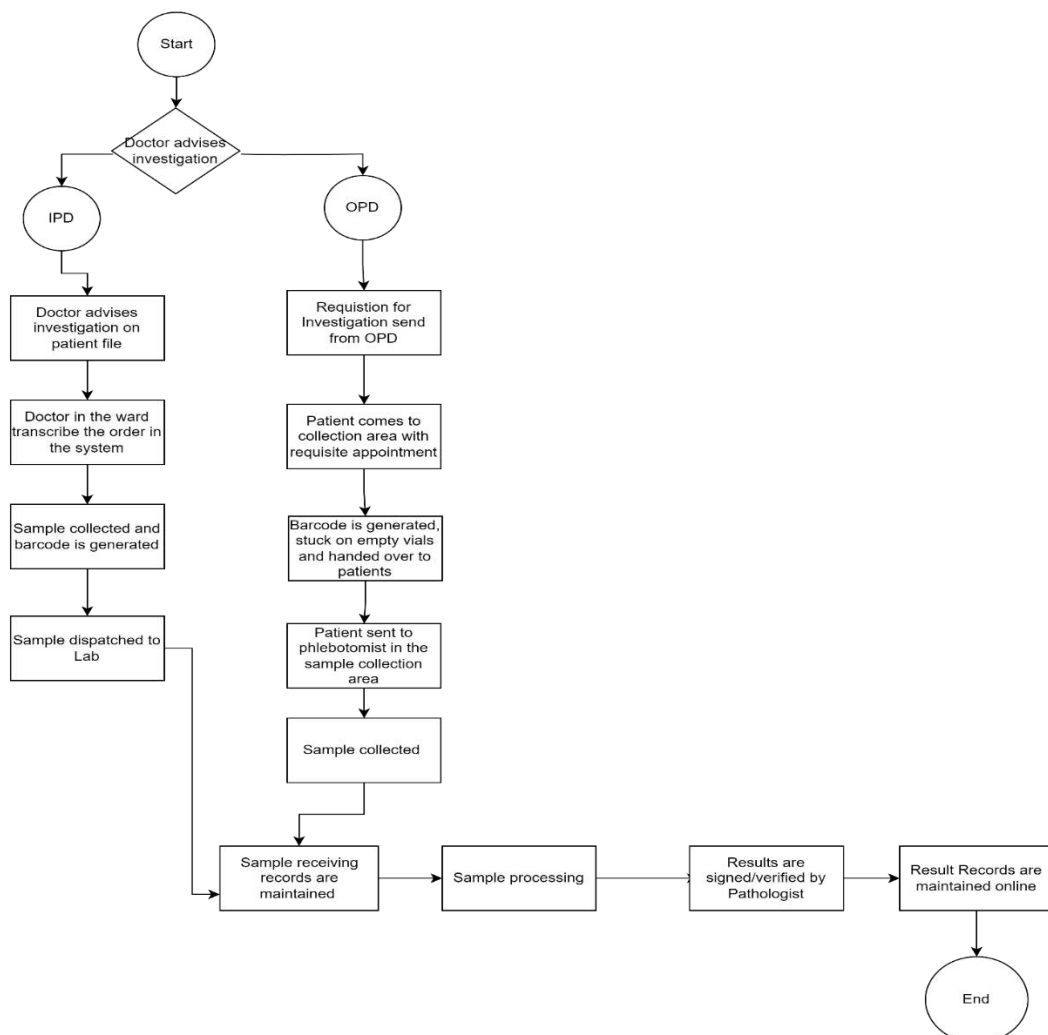 Start
Doctor advises
investigation
IPD
OPD
Doctor advises
investigation on
patient file
Requistion for
Investigation send
from OPD
Doctor in the ward
transcribe the order in
the system
Patient comes to
collection area with
requisite appointment
Sample collected and
barcode is generated
Barcode is generated,
stuck on empty vials
and handed over to
patients
Sample dispatched to
Lab
Patient sent to
phlebotomist in the
sample collection
area
Sample collected
Sample receiving
records are
maintained
Sample processing
Results are
signed/verified by
Pathologist
Result Records are
maintained online
End